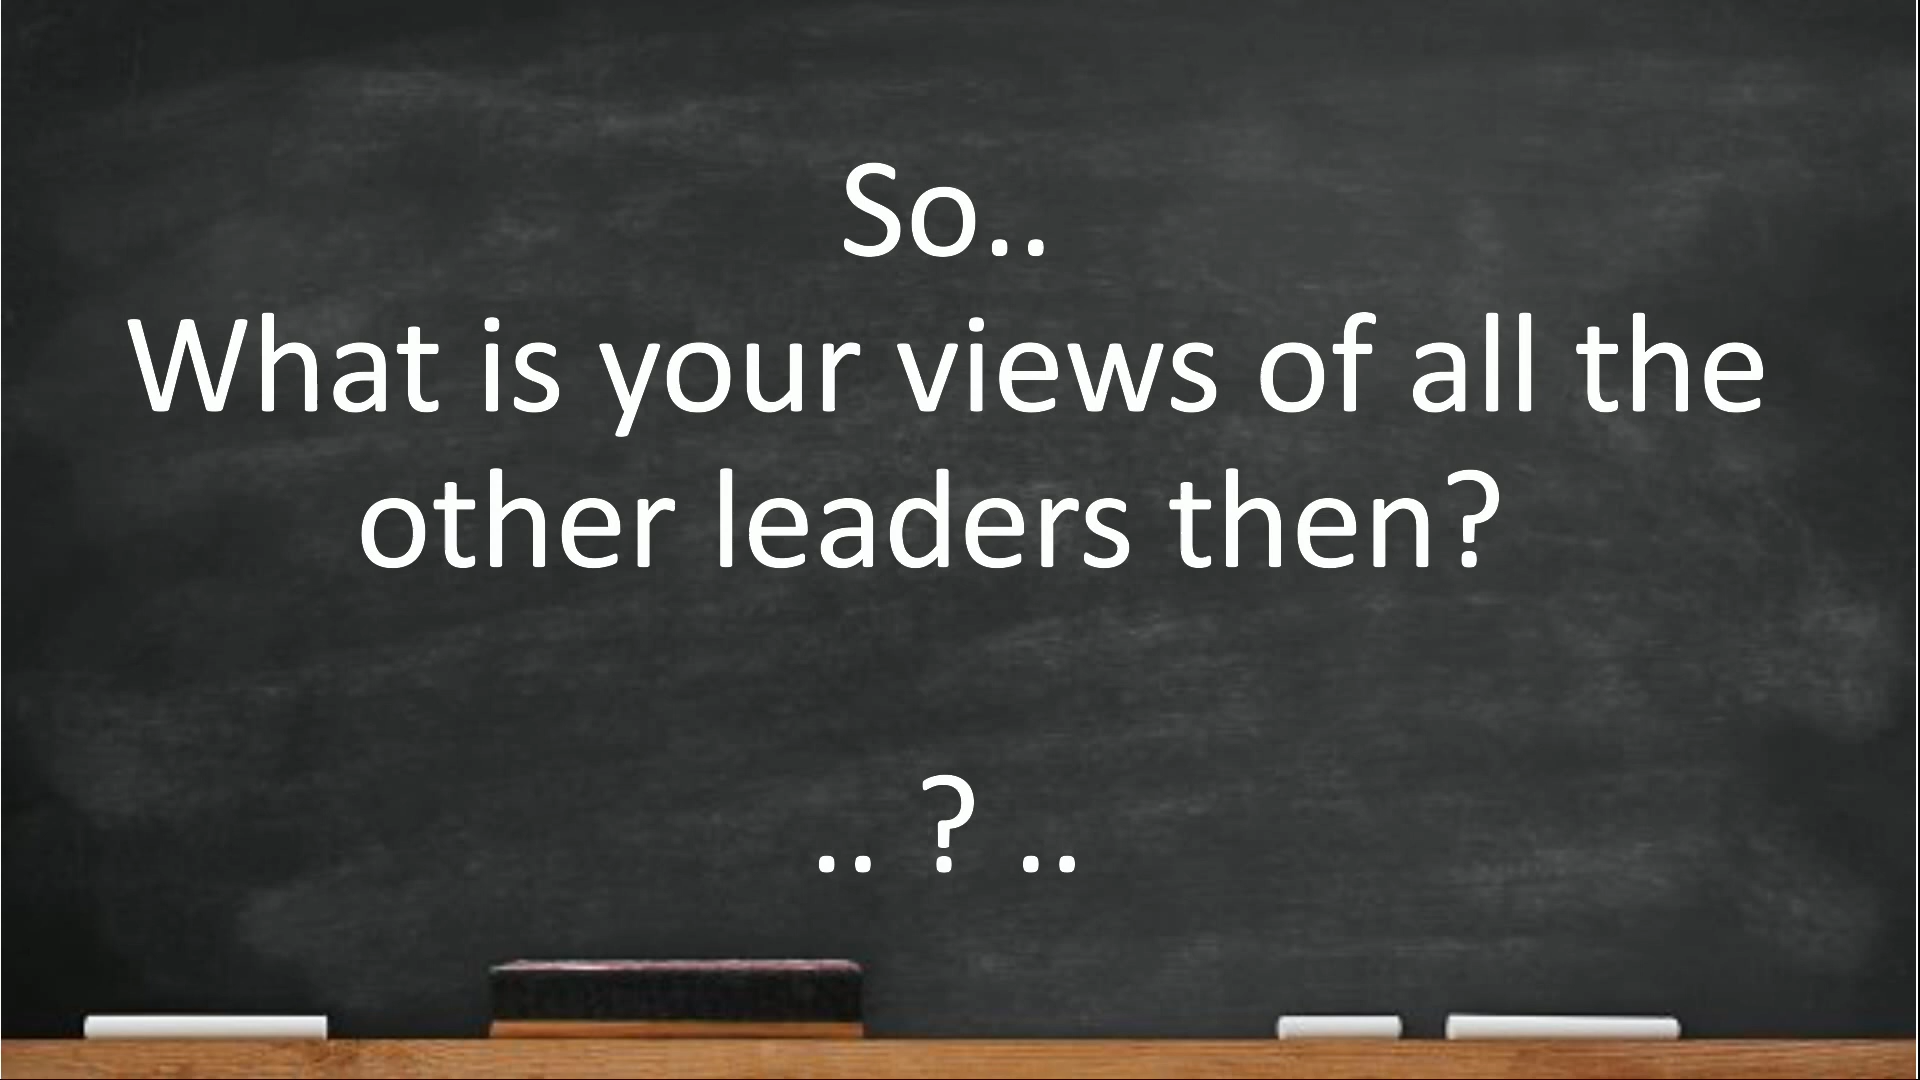 So..
What is your views of all the
other leaders then?
.. ? ..